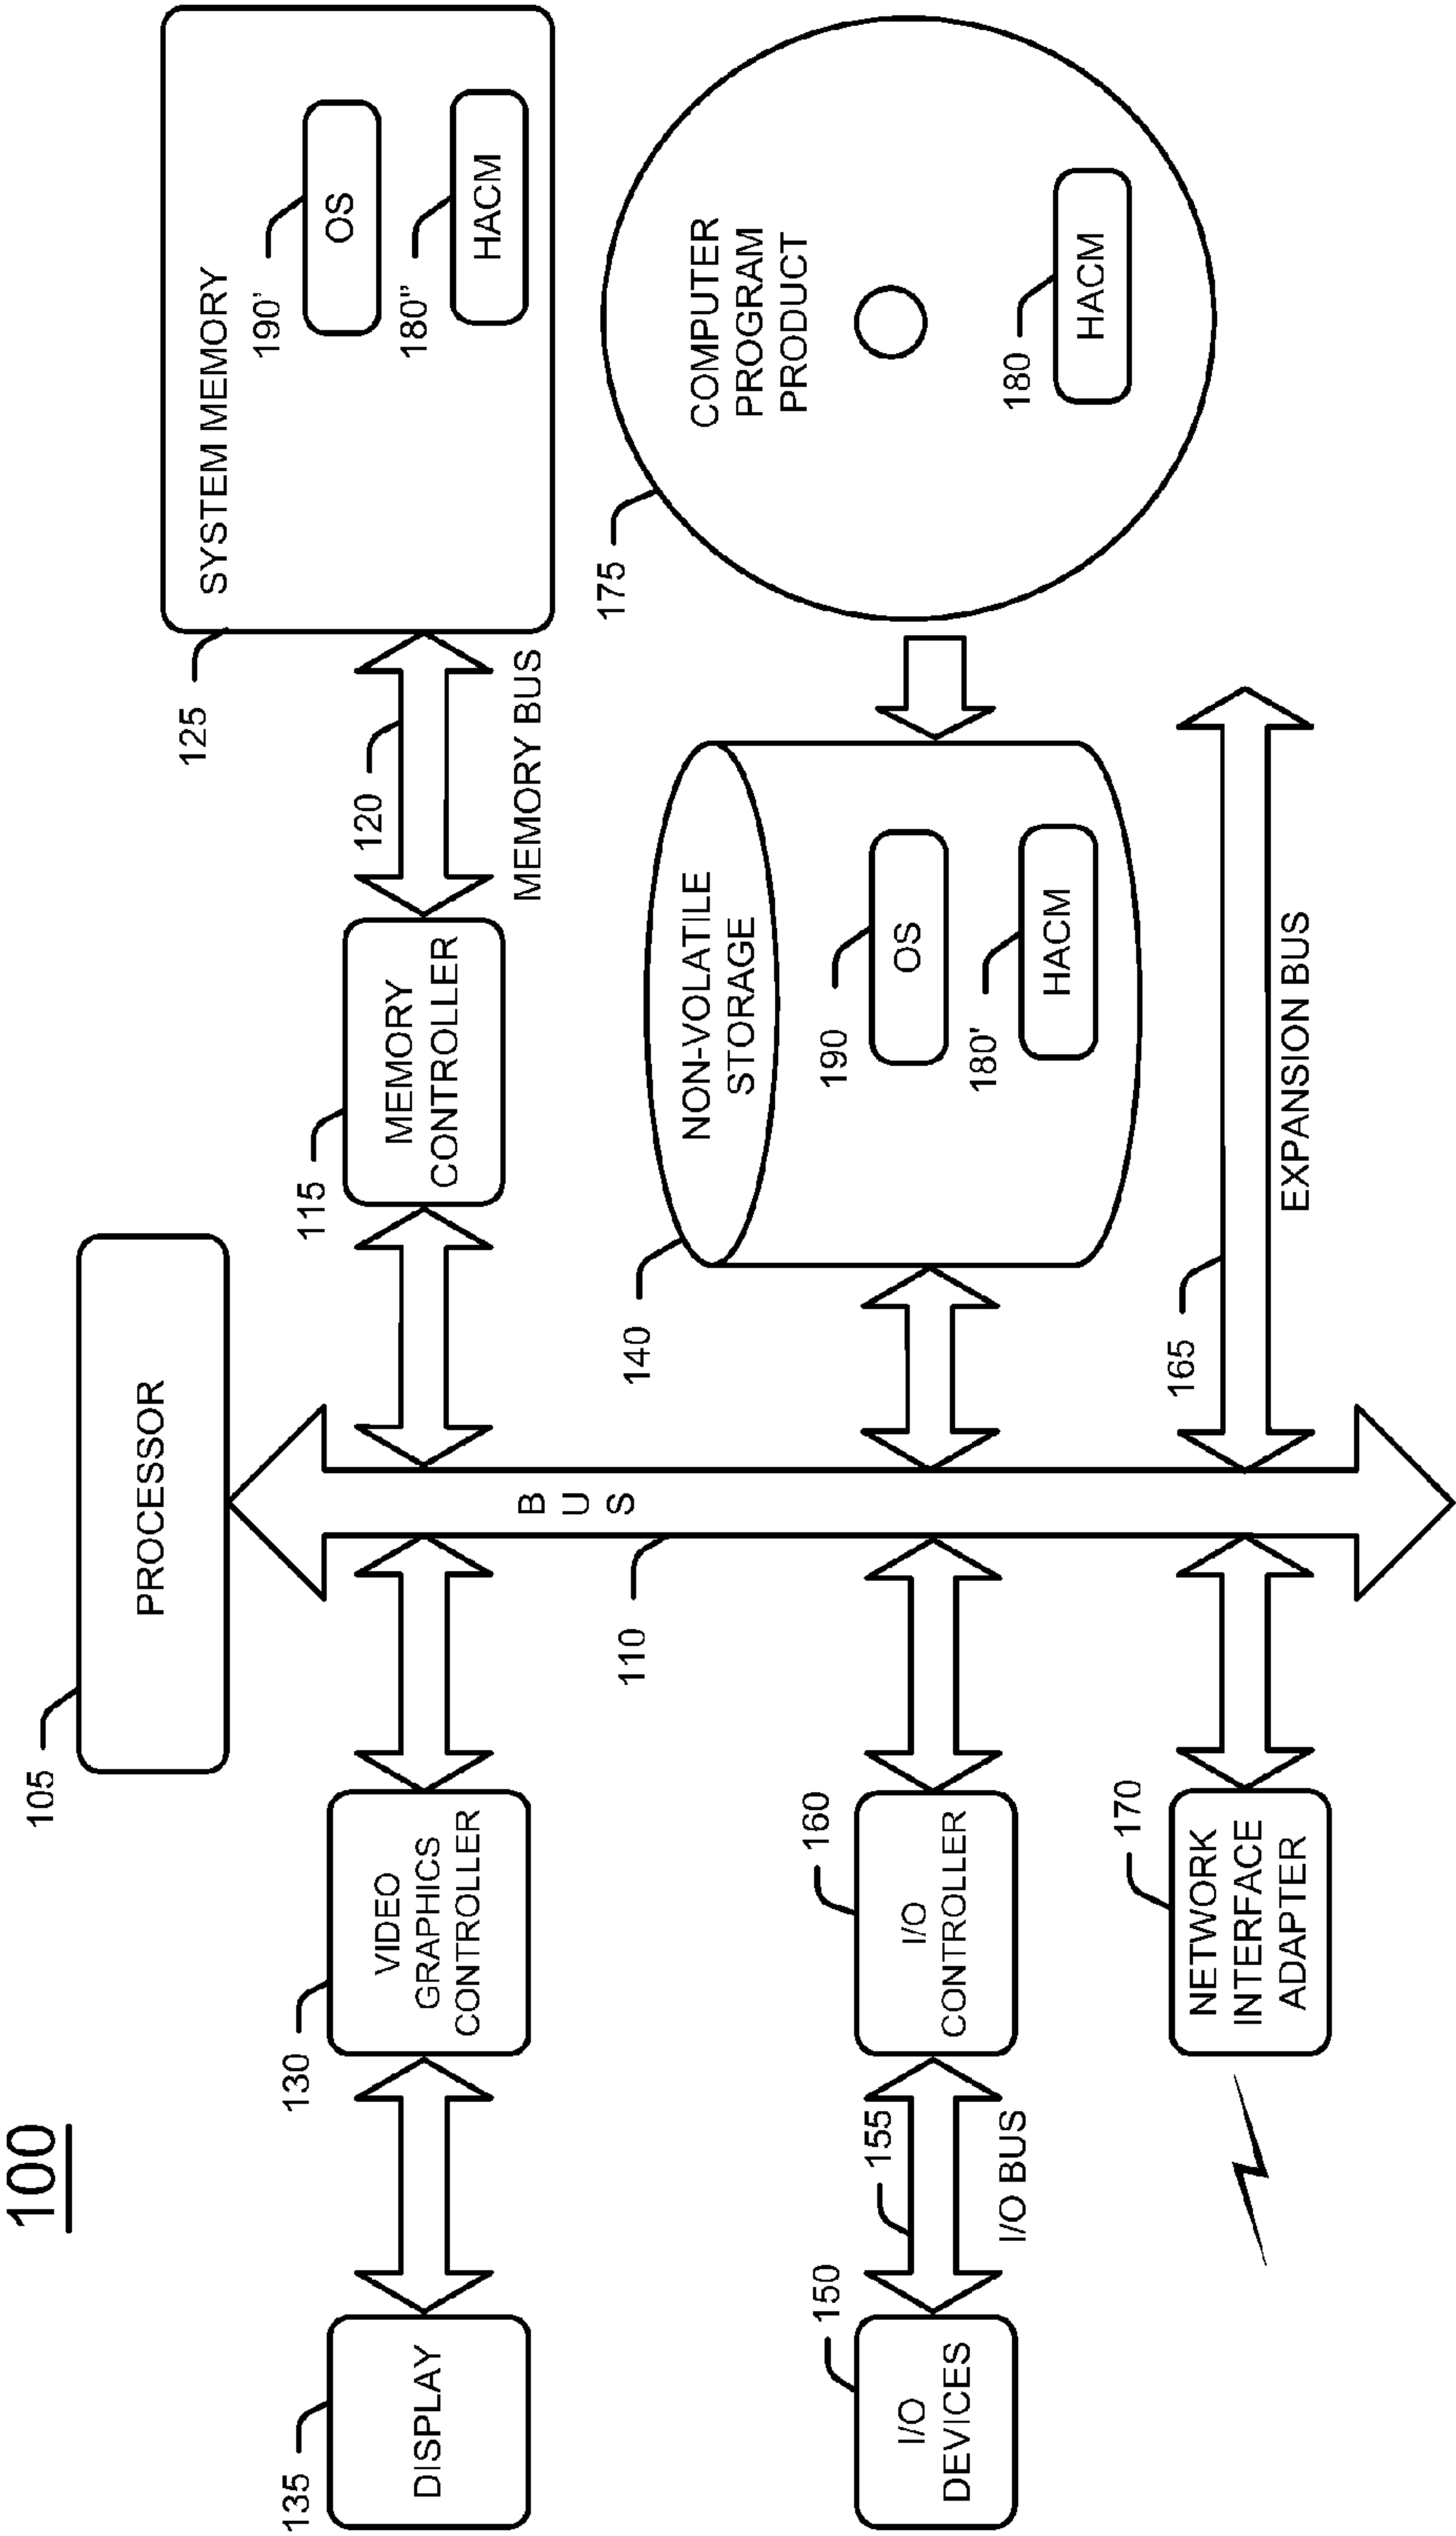 100
105
PROCESSOR
135
DISPLAY
130
VIDEO
GRAPHICS
CONTROLLER
115
MEMORY
CONTROLLER
120
MEMORY BUS
125
SYSTEM MEMORY
190'
OS
180"
HACM
B
U
S
110
150
I/O
DEVICES
155
I/O BUS
160
I/O
CONTROLLER
140
NON-VOLATILE
STORAGE
190
OS
180'
HACM
175
COMPUTER
PROGRAM
PRODUCT
180
HACM
170
NETWORK
INTERFACE
ADAPTER
165
EXPANSION BUS